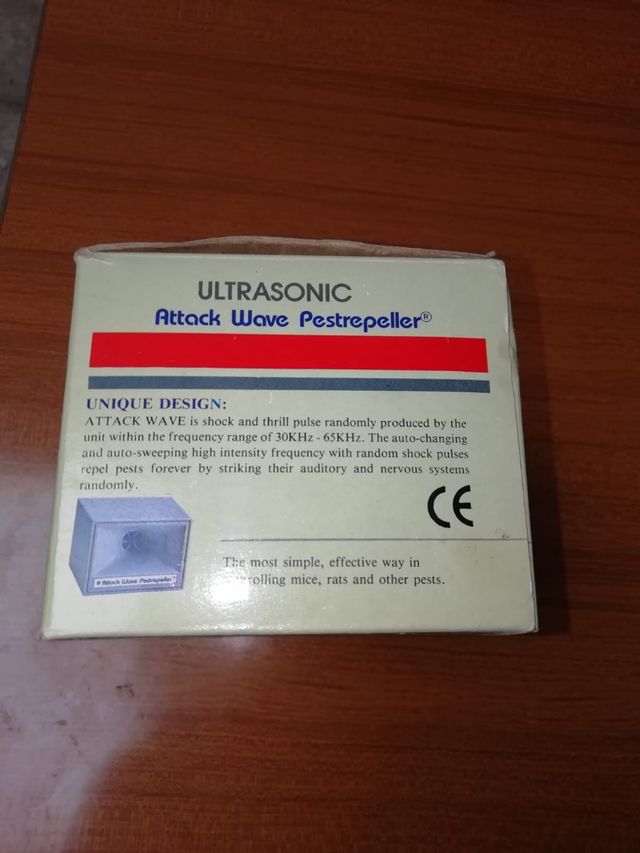 ULTRASONIC
Attack Wave Pestrepeller®
UNIQUE DESIGN:
ATTACK WAVE is shock and thrill pulse randomly produced by the
unit within the frequency range of 30KHz - 65KHz. The auto-changing
and auto-sweeping high intensity frequency with random shock pulses
repel pests forever by striking their auditory and nervous systems
randomly.
CE
Attack Wave Pestrepeller
The most simple, effective way in
rolling mice, rats and other pests.